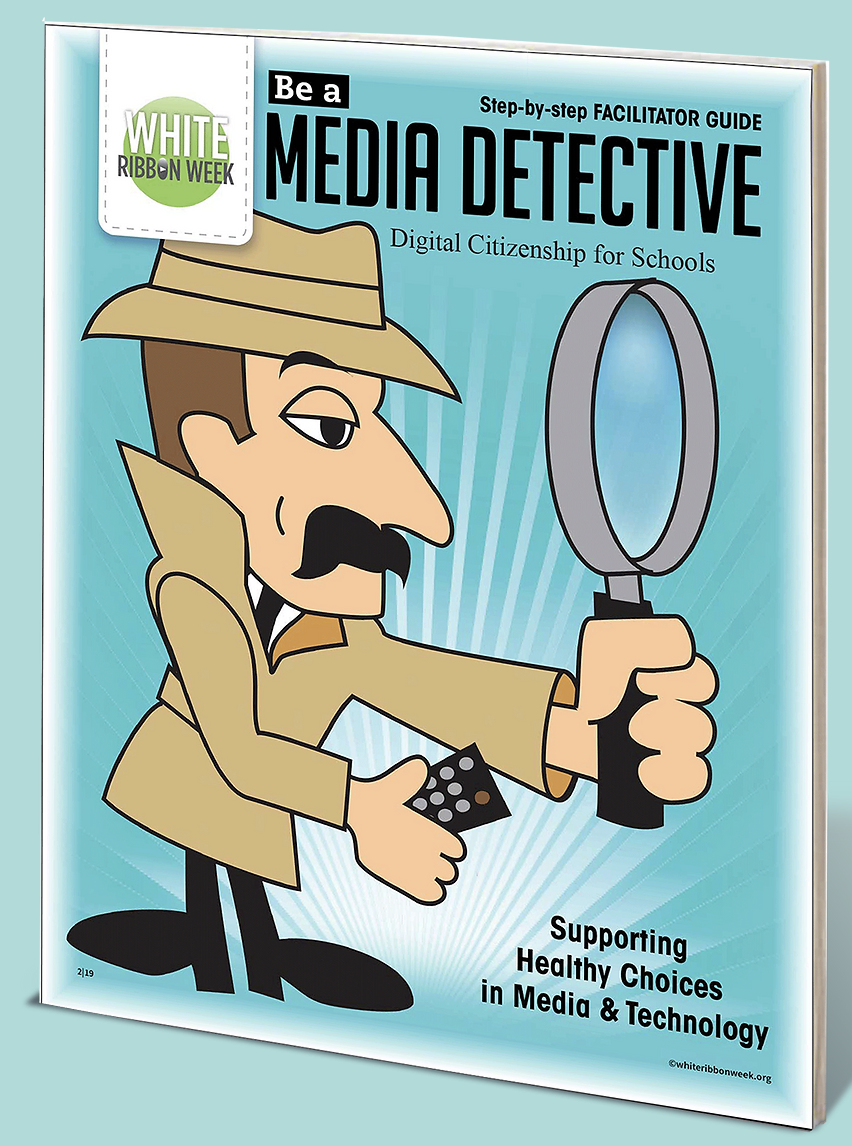 WHITE
RIBBON WEEK
Be a
Step-by-step FACILITATOR GUIDE
MEDIA DETECTIVE
Digital Citizenship for Schools
Supporting
Healthy Choices
in Media & Technology
2|19
©whiteribbonweek.org